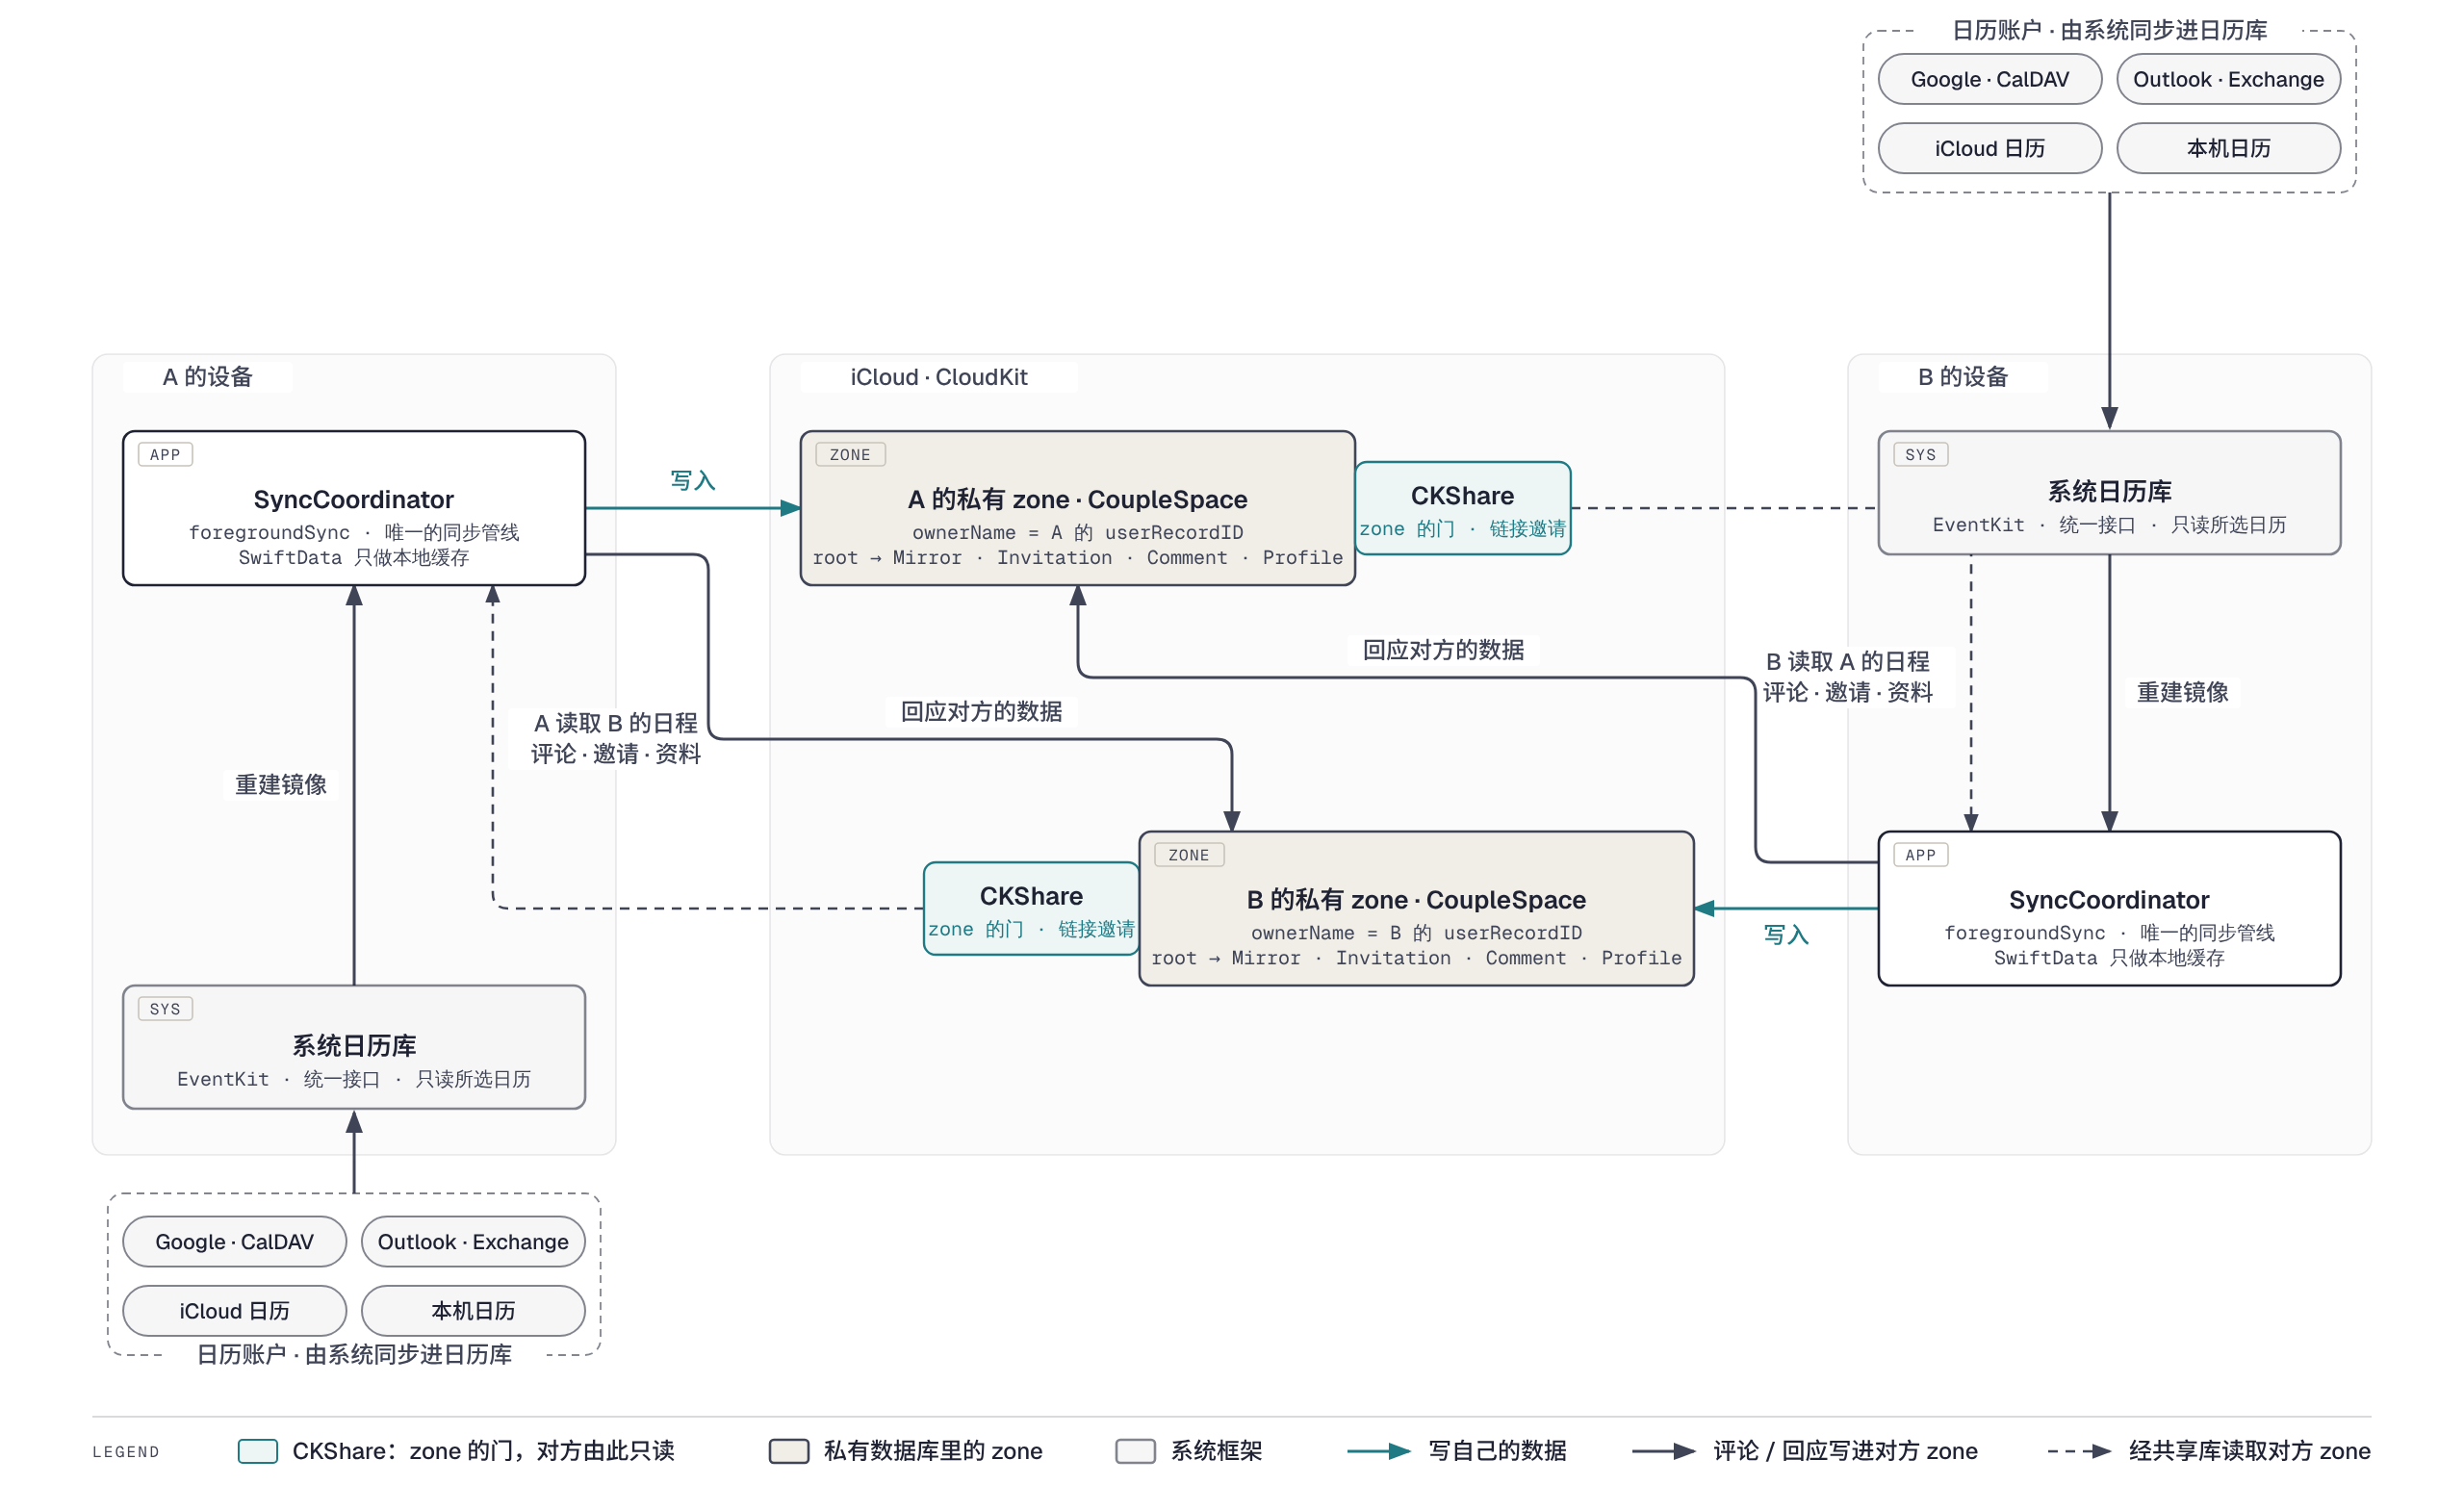 日历账户 · 由系统同步进日历库
Google · CalDAV
Outlook · Exchange
iCloud 日历
本机日历
A 的设备
APP
SyncCoordinator
foregroundSync · 唯一的同步管线
SwiftData 只做本地缓存
写入
iCloud · CloudKit
ZONE
A 的私有 zone · CoupleSpace
ownerName = A 的 userRecordID
root → Mirror · Invitation · Comment · Profile
CKShare
zone 的门 · 链接邀请
B 的设备
SYS
系统日历库
EventKit · 统一接口 · 只读所选日历
回应对方的数据
B 读取 A 的日程
评论 · 邀请 · 资料
重建镜像
A 读取 B 的日程
评论 · 邀请 · 资料
回应对方的数据
重建镜像
CKShare
zone 的门 · 链接邀请
ZONE
B 的私有 zone · CoupleSpace
ownerName = B 的 userRecordID
root → Mirror · Invitation · Comment · Profile
写入
APP
SyncCoordinator
foregroundSync · 唯一的同步管线
SwiftData 只做本地缓存
SYS
系统日历库
EventKit · 统一接口 · 只读所选日历
Google · CalDAV
Outlook · Exchange
iCloud 日历
本机日历
日历账户 · 由系统同步进日历库
LEGEND
CKShare：zone 的门，对方由此只读
私有数据库里的 zone
系统框架
写自己的数据
评论 / 回应写进对方 zone
经共享库读取对方 zone